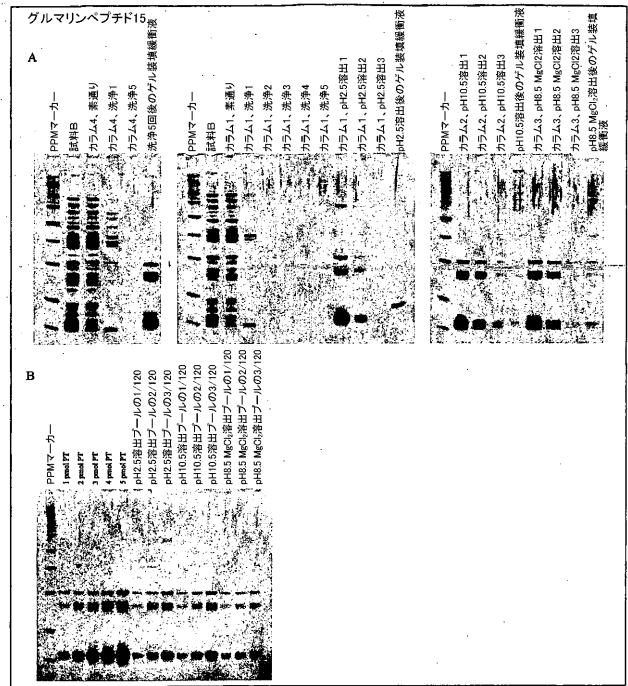 グルマリンペプチド15
A
PPMマーカー
試料B
カラム4、素通り
カラム4、洗浄1
カラム4、洗浄5
洗浄5回後のゲル装填緩衝液
PPMマーカー
試料B
カラム1、素通り
カラム1、洗浄1
カラム1、洗浄2
カラム1、洗浄3
カラム1、洗浄4
カラム1、洗浄5
カラム1、pH2.5溶出1
カラム1、pH2.5溶出2
カラム1、pH2.5溶出3
pH2.5溶出後のゲル装填緩衝液
PPMマーカー
カラム2、pH10.5溶出1
カラム2、pH10.5溶出2
カラム2、pH10.5溶出3
pH10.5溶出後のゲル装填緩衝液
カラム3、pH8.5 MgCl2溶出1
カラム3、pH8.5 MgCl2溶出2
カラム3、pH8.5 MgCl2溶出3
pH8.5 MgCl₂溶出後のゲル装填
緩衝液
B
PPMマーカー
1 pmol PT
2 pmol PT
3 pmol PT
4 pmol PT
5 pmol PT
pH2.5溶出プールの1/120
pH2.5溶出プールの2/120
pH2.5溶出プールの3/120
pH10.5溶出プールの1/120
pH10.5溶出プールの2/120
pH10.5溶出プールの3/120
pH8.5 MgCl₂溶出プールの1/120
pH8.5 MgCl₂溶出プールの2/120
pH8.5 MgCl₂溶出プールの3/120